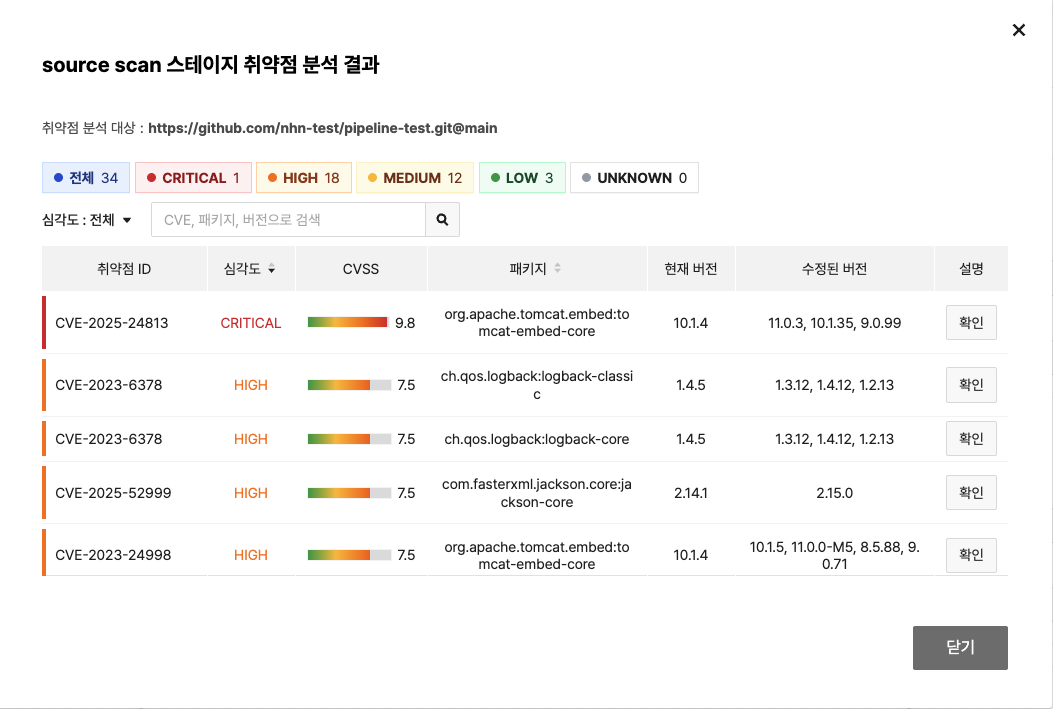 source scan 스테이지 취약점 분석 결과
취약점 분석 대상 : https://github.com/nhn-test/pipeline-test.git@main
전체 34 CRITICAL 1 HIGH 18 MEDIUM 12 LOW 3 UNKNOWN 0
심각도 : 전체 CVE, 패키지, 버전으로 검색
취약점 ID 심각도 CVSS 패키지 현재 버전 수정된 버전 설명
CVE-2025-24813 CRITICAL 9.8 org.apache.tomcat.embed:to
mcat-embed-core 10.1.4 11.0.3, 10.1.35, 9.0.99 확인
CVE-2023-6378 HIGH 7.5 ch.qos.logback:logback-classi
c 1.4.5 1.3.12, 1.4.12, 1.2.13 확인
CVE-2023-6378 HIGH 7.5 ch.qos.logback:logback-core 1.4.5 1.3.12, 1.4.12, 1.2.13 확인
CVE-2025-52999 HIGH 7.5 com.fasterxml.jackson.core:ja
ckson-core 2.14.1 2.15.0 확인
CVE-2023-24998 HIGH 7.5 org.apache.tomcat.embed:to
mcat-embed-core 10.1.4 10.1.5, 11.0.0-M5, 8.5.88, 9.
0.71 확인
닫기